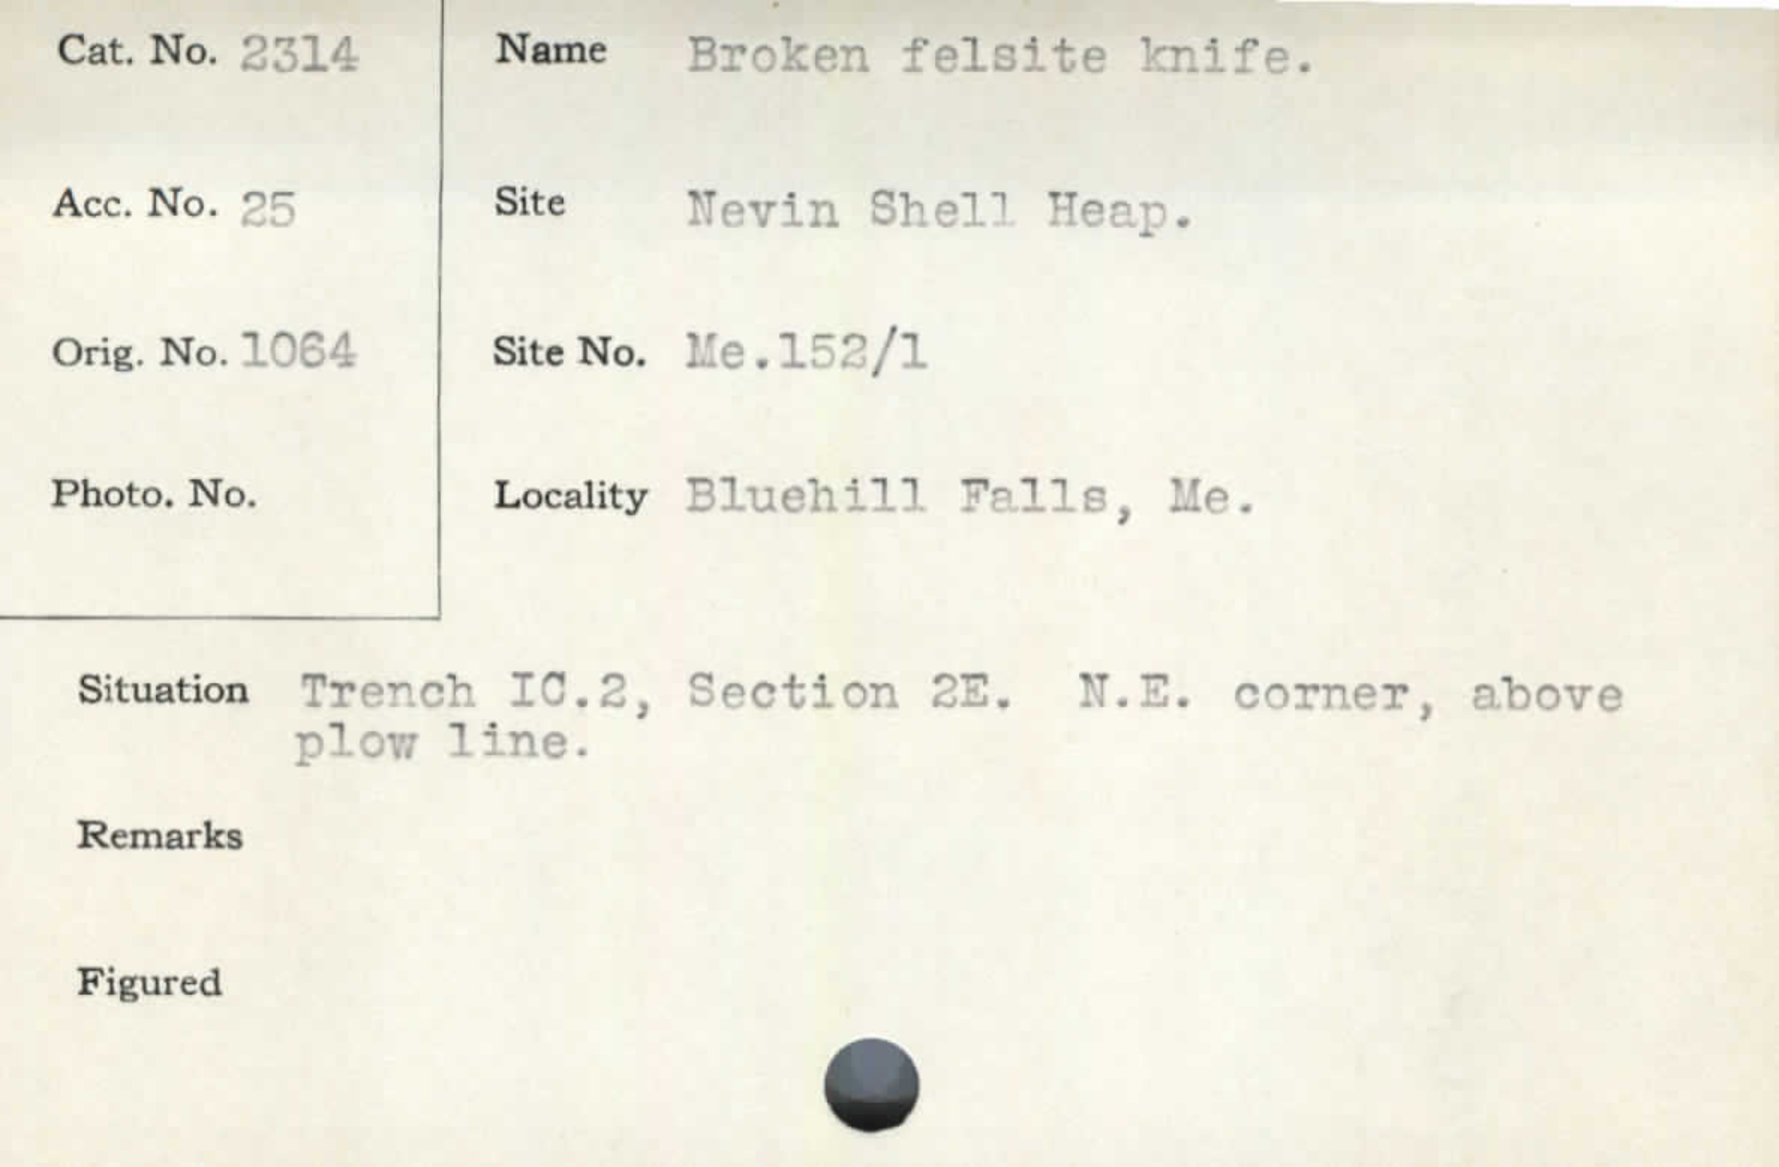 Cat. No. 2314
Name Broken felsite knife.
Acc. No. 25
Site Nevin Shell Heap.
Orig. No. 1064
Site No. Me.152/1
Photo. No.
Locality Bluehill Falls, Me.
Situation Trench IC.2, Section 2E. N.E. corner, above
plow line.
Remarks
Figured